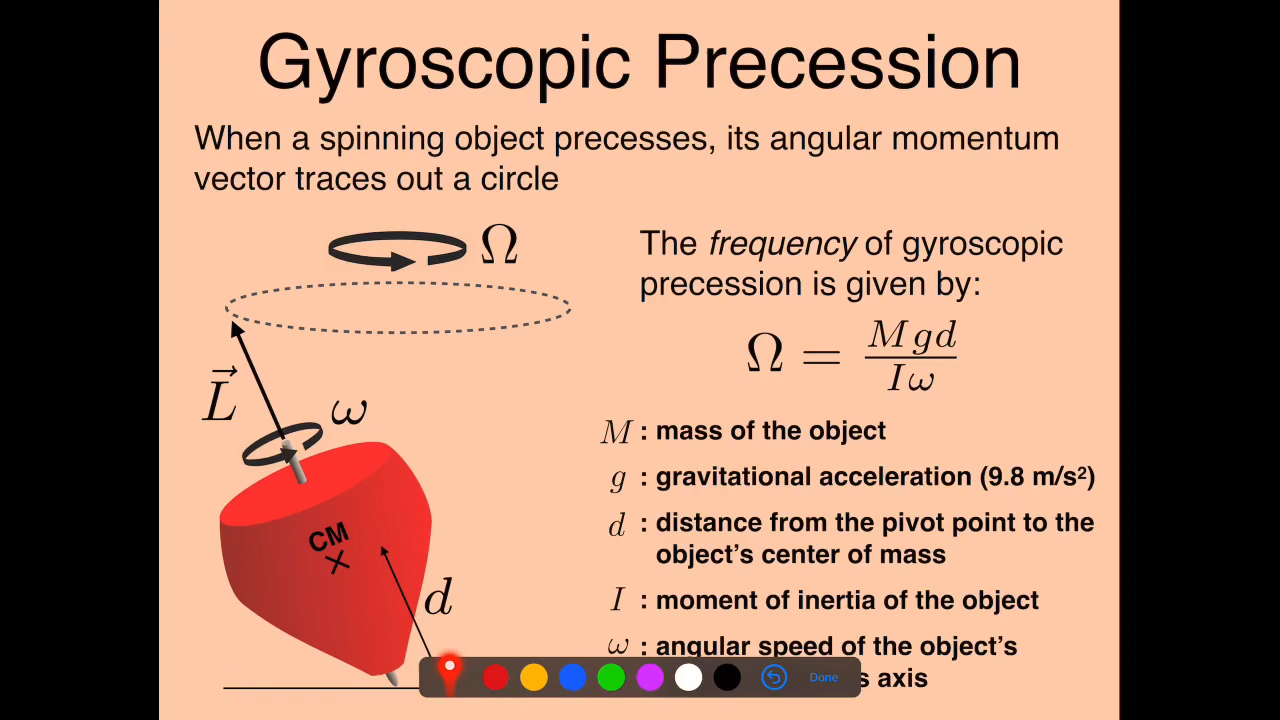 Gyroscopic Precession
When a spinning object precesses, its angular momentum
vector traces out a circle
Ω
The frequency of gyroscopic
precession is given by:
Ω = Mgd / Iω
L⃗
ω
CM
d
M : mass of the object
g : gravitational acceleration (9.8 m/s²)
d : distance from the pivot point to the
object’s center of mass
I : moment of inertia of the object
ω : angular speed of the object’s
axis
Done